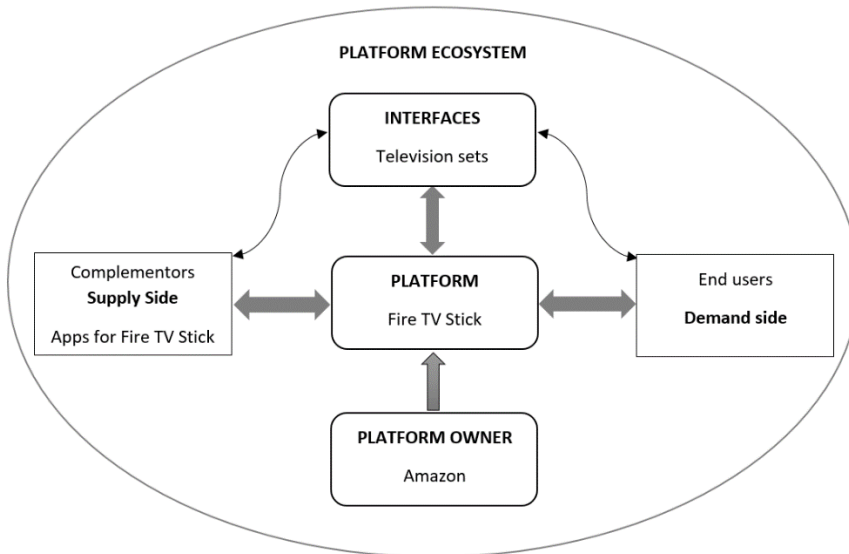 PLATFORM ECOSYSTEM
INTERFACES
Television sets
Complementors
Supply Side
Apps for Fire TV Stick
PLATFORM
Fire TV Stick
End users
Demand side
PLATFORM OWNER
Amazon